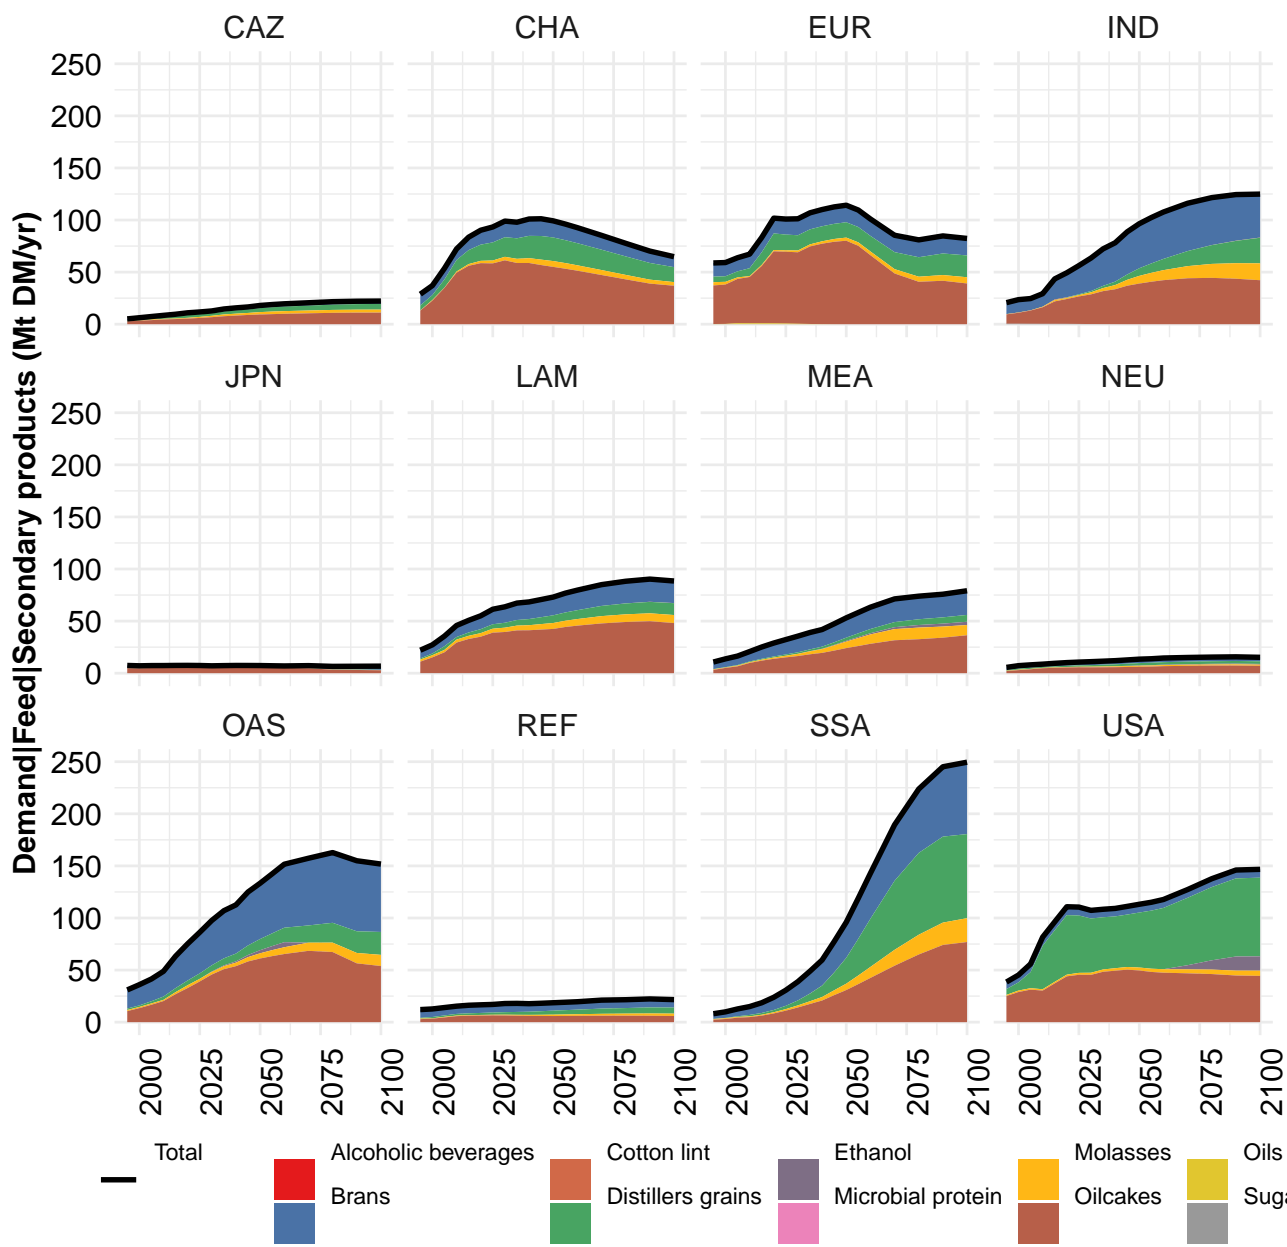 CAZ CHA EUR IND
250
200
150
100
50
0
JPN LAM MEA NEU
250
200
150
100
50
0
OAS REF SSA USA
250
200
150
100
50
0
Demand|Feed|Secondary products (Mt DM/yr)
2000 2025 2050 2075 2100 2000 2025 2050 2075 2100 2000 2025 2050 2075 2100 2000 2025 2050 2075 2100
Total Alcoholic beverages Cotton lint Ethanol Molasses Oils
Brans Distillers grains Microbial protein Oilcakes Suga